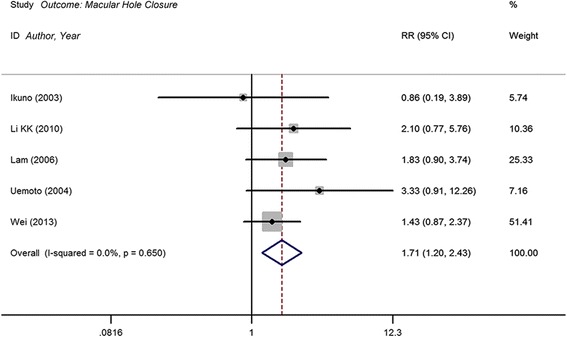 Study Outcome: Macular Hole Closure %
ID Author, Year RR (95% CI) Weight
Ikuno (2003) 0.86 (0.19, 3.89) 5.74
Li KK (2010) 2.10 (0.77, 5.76) 10.36
Lam (2006) 1.83 (0.90, 3.74) 25.33
Uemoto (2004) 3.33 (0.91, 12.26) 7.16
Wei (2013) 1.43 (0.87, 2.37) 51.41
Overall (I-squared = 0.0%, p = 0.650) 1.71 (1.20, 2.43) 100.00
.0816 1 12.3